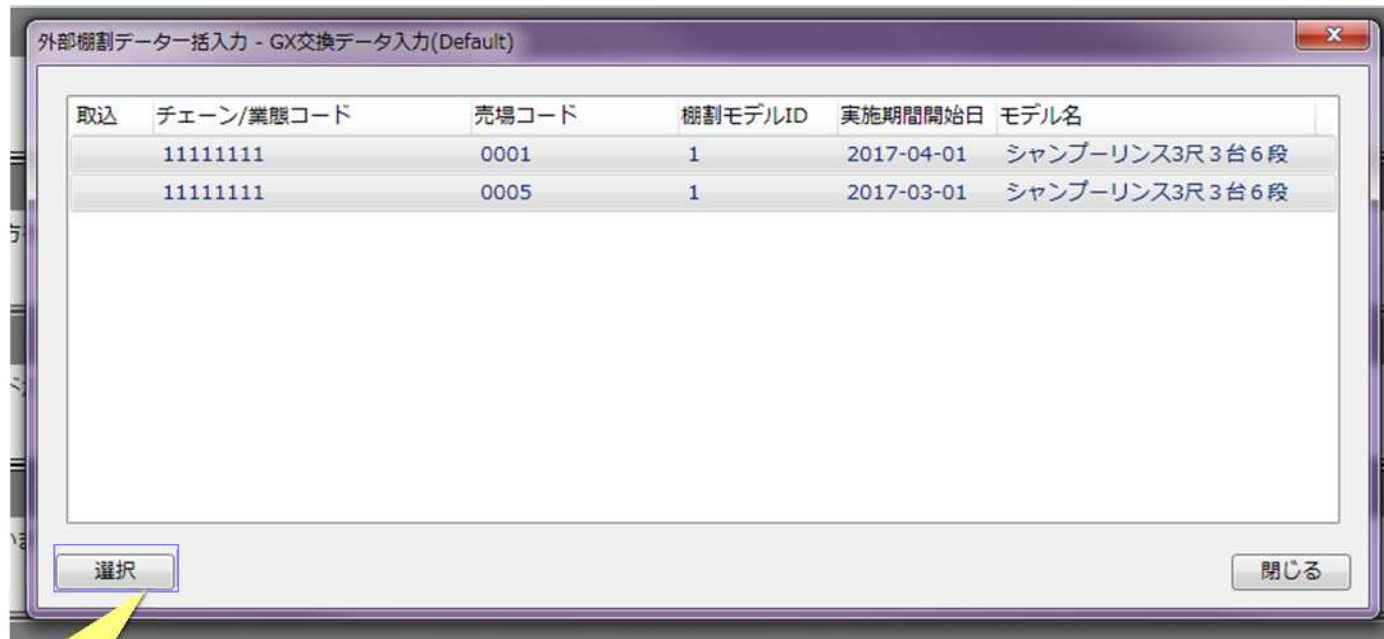 外部棚割データ一括入力 - GX交換データ入力(Default)
取込 チェーン/業態コード 売場コード 棚割モデルID 実施期間開始日 モデル名
11111111 0001 1 2017-04-01 シャンプーリンス3尺３台６段
11111111 0005 1 2017-03-01 シャンプーリンス3尺３台６段
選択 閉じる